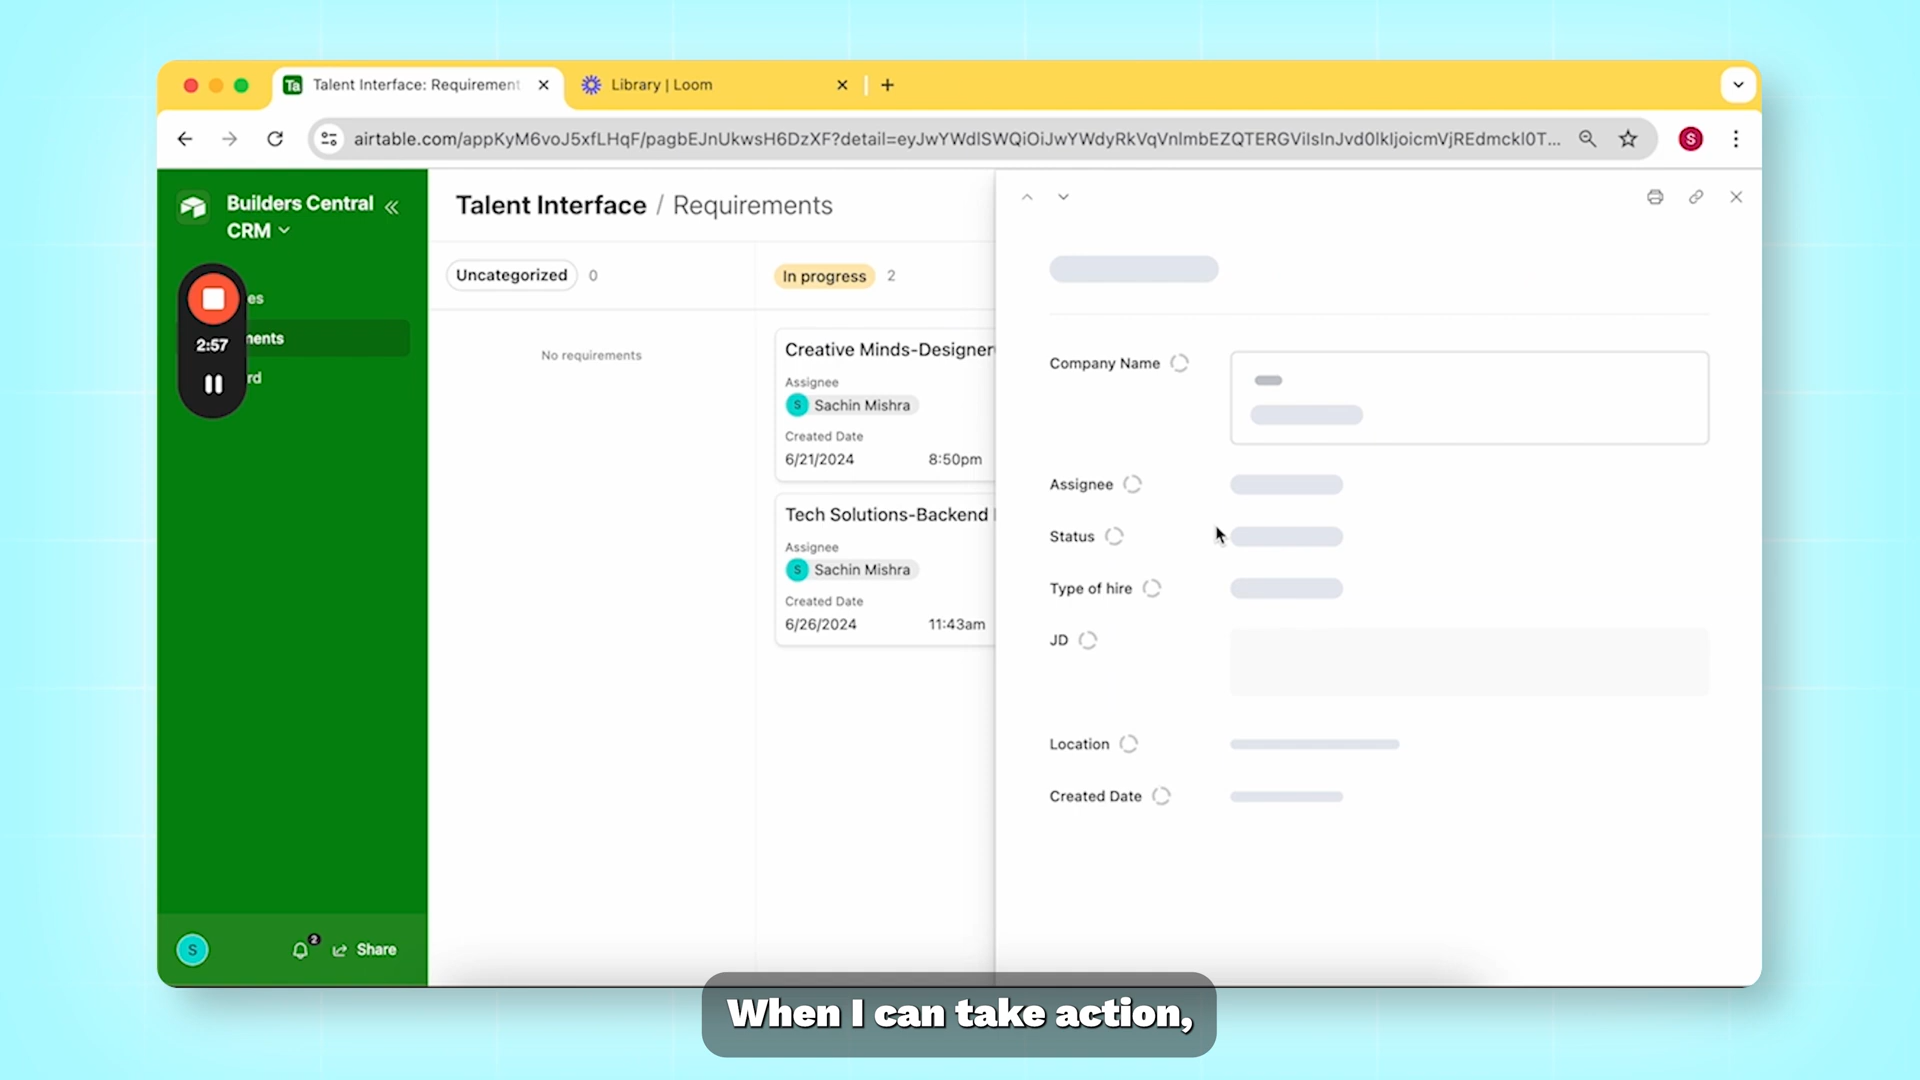 Ta Talent Interface: Requirement
Library | Loom
airtable.com/appKyM6voJ5xfLHqF/pagbEJnUkwsH6DzXF?detail=eyJwYWdlSWQiOiJwYWdyRkVqVnlmbEZQTERGViIsInJvd0lkIjoicmVjREdmckl0T...
S
Builders Central
CRM
es
2:57
nents
rd
S
2
Share
Talent Interface / Requirements
Uncategorized 0
No requirements
In progress 2
Creative Minds-Designer
Assignee
S Sachin Mishra
Created Date
6/21/2024 8:50pm
Tech Solutions-Backend
Assignee
S Sachin Mishra
Created Date
6/26/2024 11:43am
Company Name
Assignee
Status
Type of hire
JD
Location
Created Date
When I can take action,